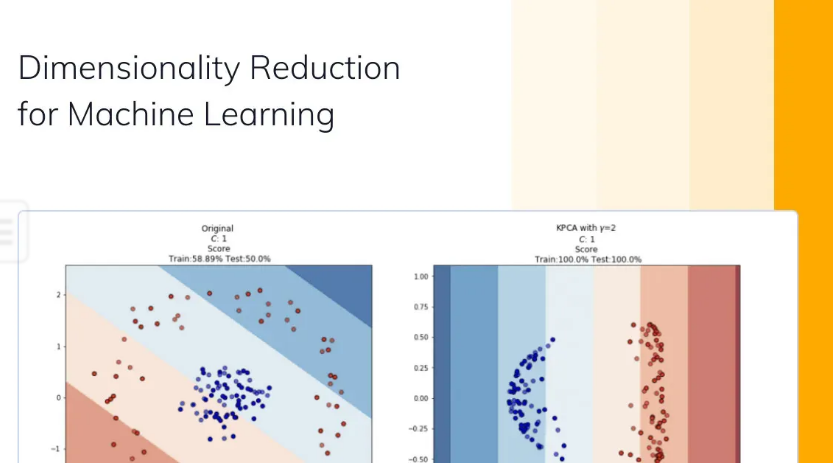 Dimensionality Reduction
for Machine Learning
Original
C: 1
Score
Train:58.89% Test:50.0%
2
1
0
−1
KPCA with γ=2
C: 1
Score
Train:100.0% Test:100.0%
1.00
0.75
0.50
0.25
0.00
−0.25
−0.50